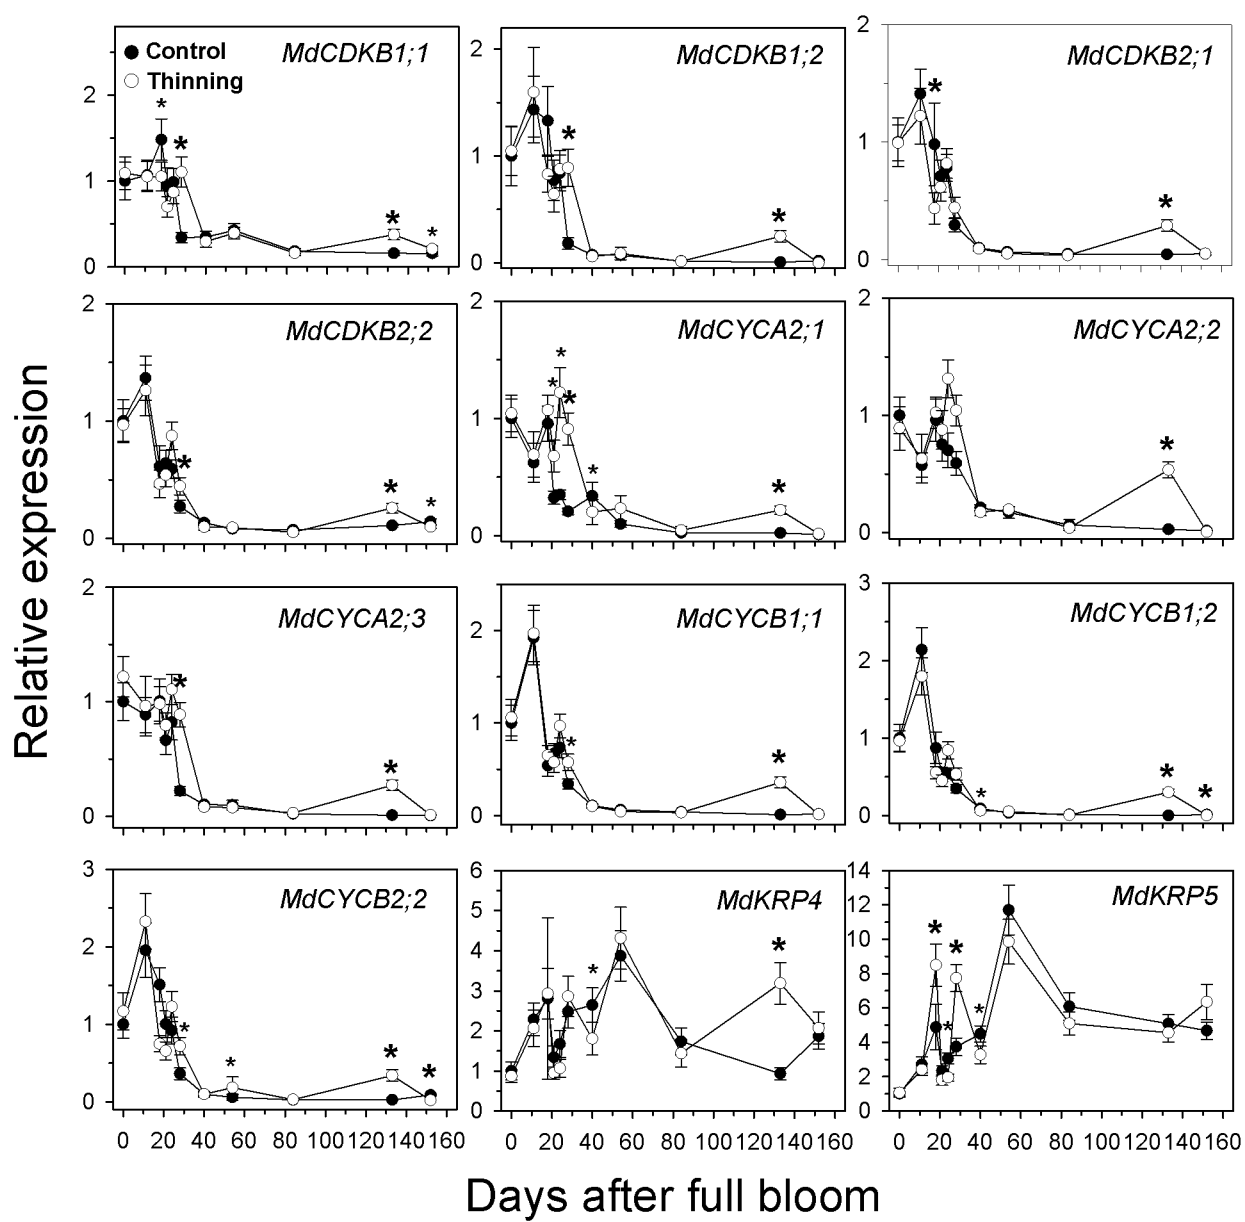 Relative expression
● Control
○ Thinning
MdCDKB1;1
* * * *
2
1
0
MdCDKB1;2
* *
2
1
0
MdCDKB2;1
* *
2
1
0
MdCDKB2;2
* * *
2
1
0
MdCYCA2;1
* * * * *
2
1
0
MdCYCA2;2
*
2
1
0
MdCYCA2;3
* *
2
1
0
MdCYCB1;1
* *
2
1
0
MdCYCB1;2
* * *
3
2
1
0
MdCYCB2;2
* * * *
3
2
1
0
0 20 40 60 80 100 120 140 160
MdKRP4
* *
6
5
4
3
2
1
0
0 20 40 60 80 100 120 140 160
MdKRP5
* * * *
14
12
10
8
6
4
2
0
0 20 40 60 80 100 120 140 160
Days after full bloom